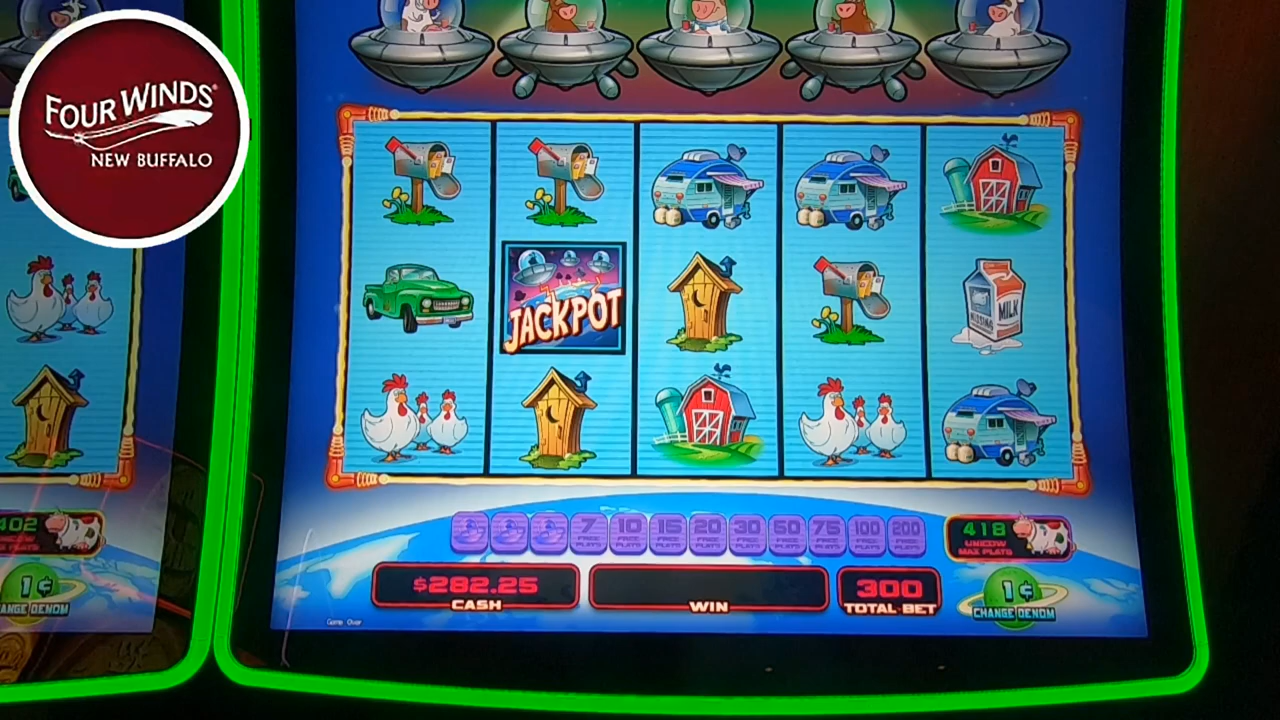 FOUR WINDS®
NEW BUFFALO
JACKPOT
MISSING
MILK
7
FREE PLAYS
10
FREE PLAYS
15
FREE PLAYS
20
FREE PLAYS
30
FREE PLAYS
50
FREE PLAYS
75
FREE PLAYS
100
FREE PLAYS
200
FREE PLAYS
418
UNICOW
MAX PLAYS
402
1¢
CHANGE DENOM
$282.25
CASH
WIN
300
TOTAL BET
1¢
CHANGE DENOM
Game Over